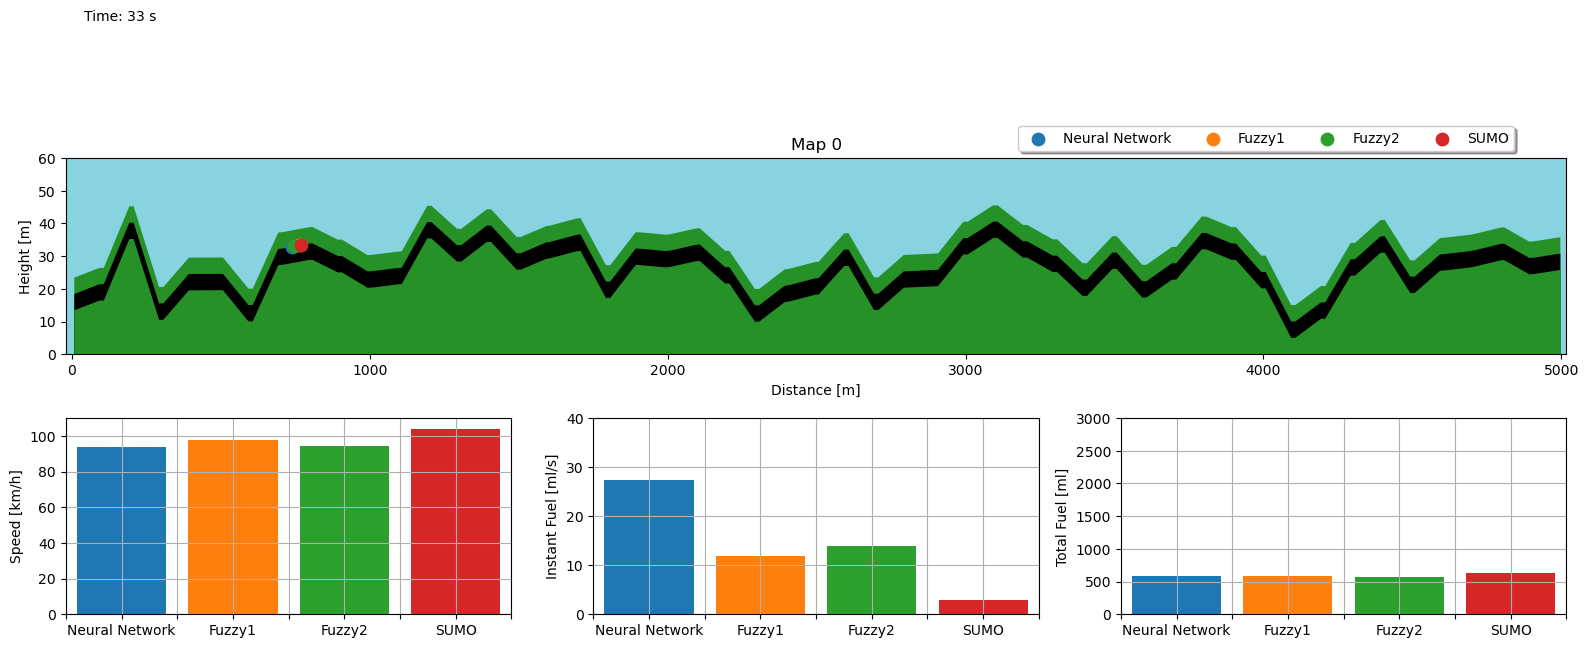 Time: 33 s
Neural Network Fuzzy1 Fuzzy2 SUMO
Map 0
Height [m]
60
50
40
30
20
10
0
0 1000 2000 3000 4000 5000
Distance [m]
Speed [km/h]
100
80
60
40
20
0
Neural Network Fuzzy1 Fuzzy2 SUMO
Instant Fuel [ml/s]
40
30
20
10
0
Neural Network Fuzzy1 Fuzzy2 SUMO
Total Fuel [ml]
3000
2500
2000
1500
1000
500
0
Neural Network Fuzzy1 Fuzzy2 SUMO